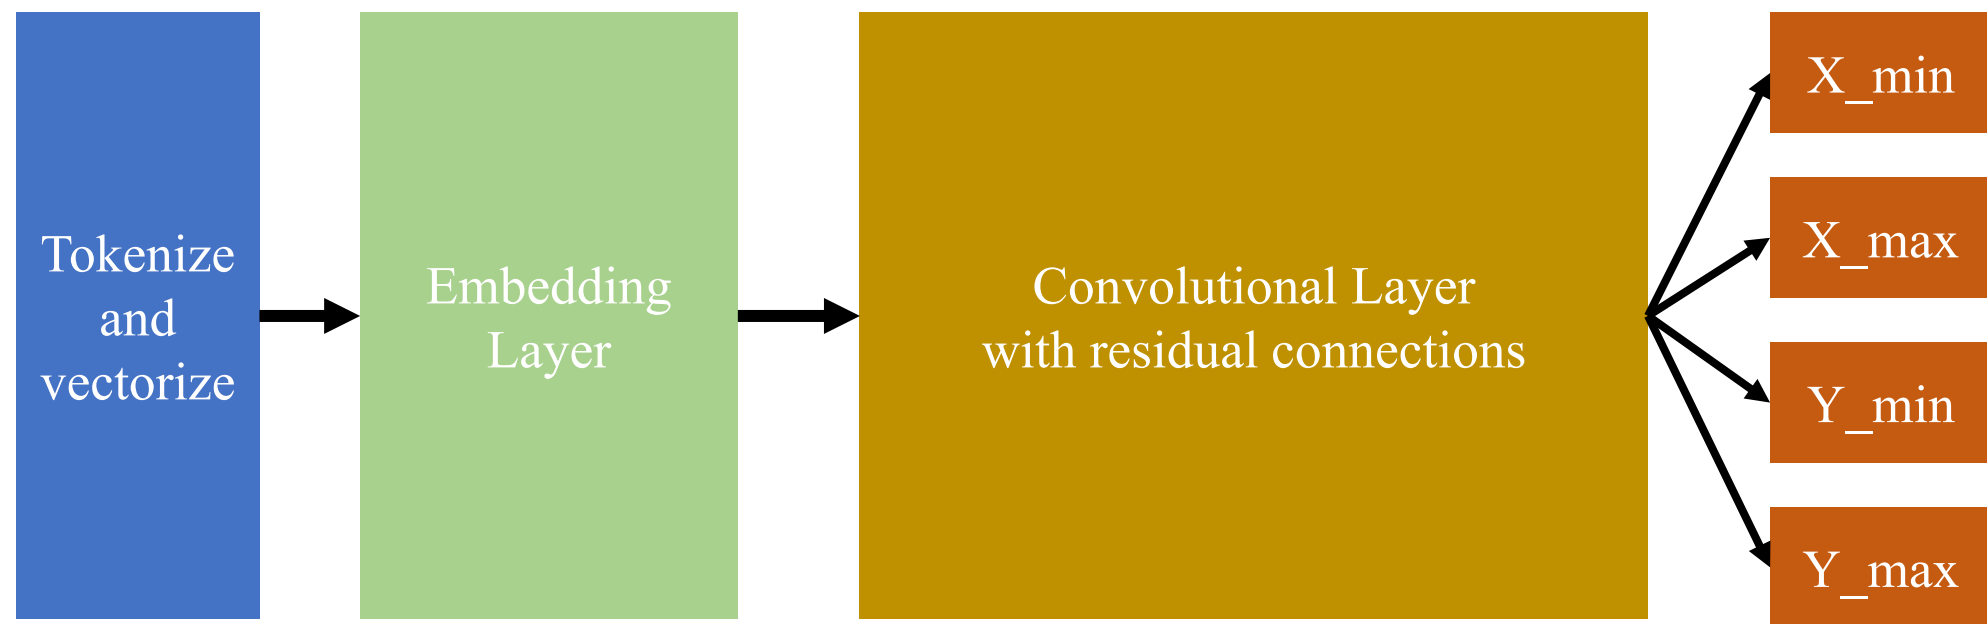 Tokenize
and
vectorize
Embedding
Layer
Convolutional Layer
with residual connections
X_min
X_max
Y_min
Y_max